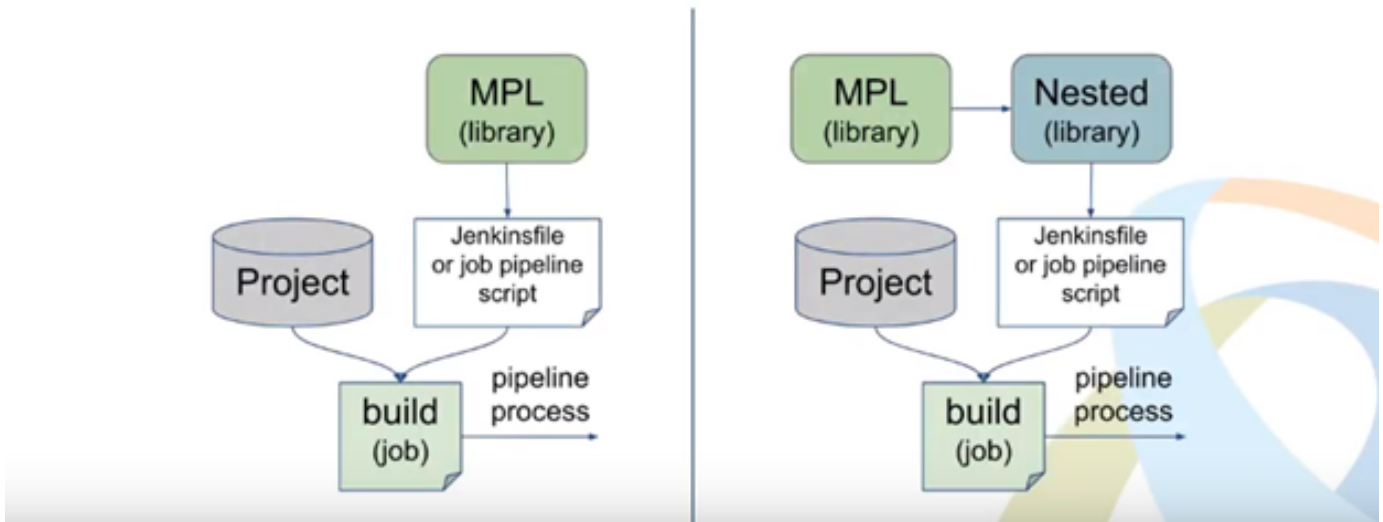 MPL
(library)
Project
Jenkinsfile
or job pipeline
script
build
(job)
pipeline
process
MPL
(library)
Nested
(library)
Project
Jenkinsfile
or job pipeline
script
build
(job)
pipeline
process